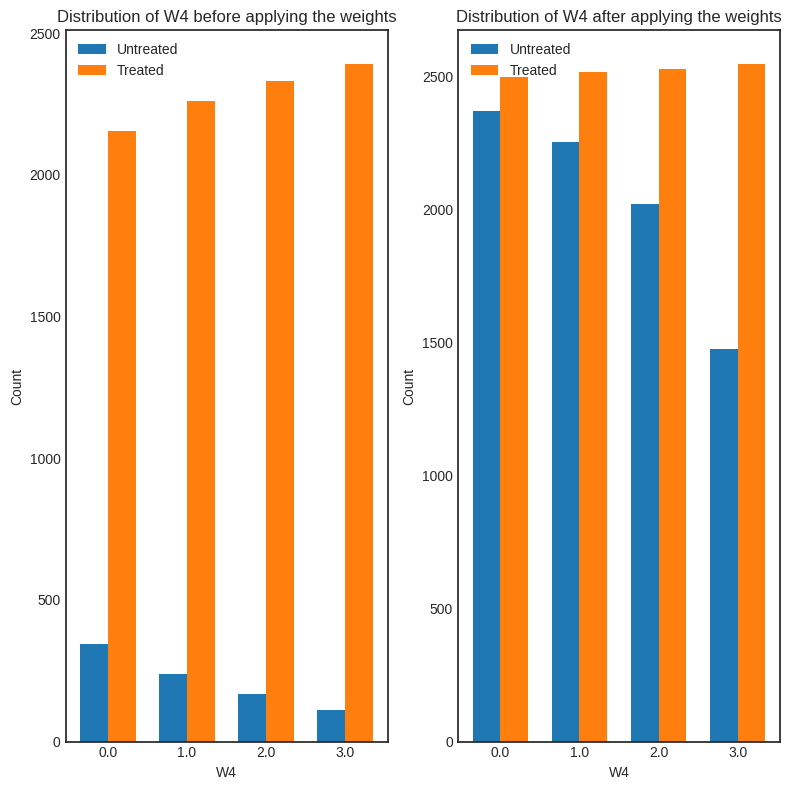 Distribution of W4 before applying the weights
Untreated
Treated
2500
2000
1500
1000
500
0
Count
0.0 1.0 2.0 3.0
W4
Distribution of W4 after applying the weights
Untreated
Treated
2500
2000
1500
1000
500
0
Count
0.0 1.0 2.0 3.0
W4